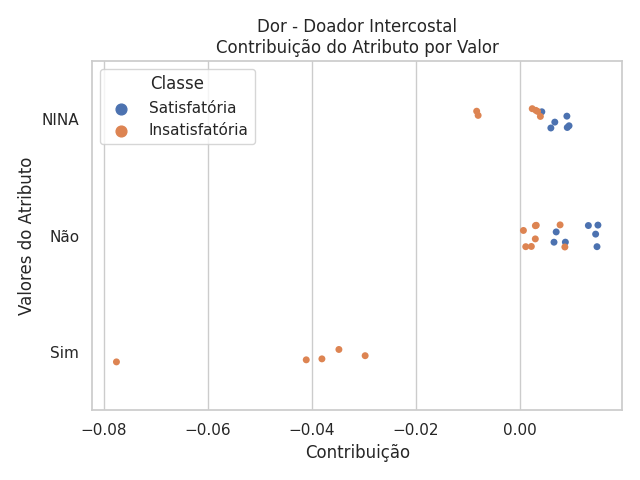 Dor - Doador Intercostal
Contribuição do Atributo por Valor
Classe
Satisfatória
Insatisfatória
Valores do Atributo
NINA
Não
Sim
−0.08 −0.06 −0.04 −0.02 0.00
Contribuição